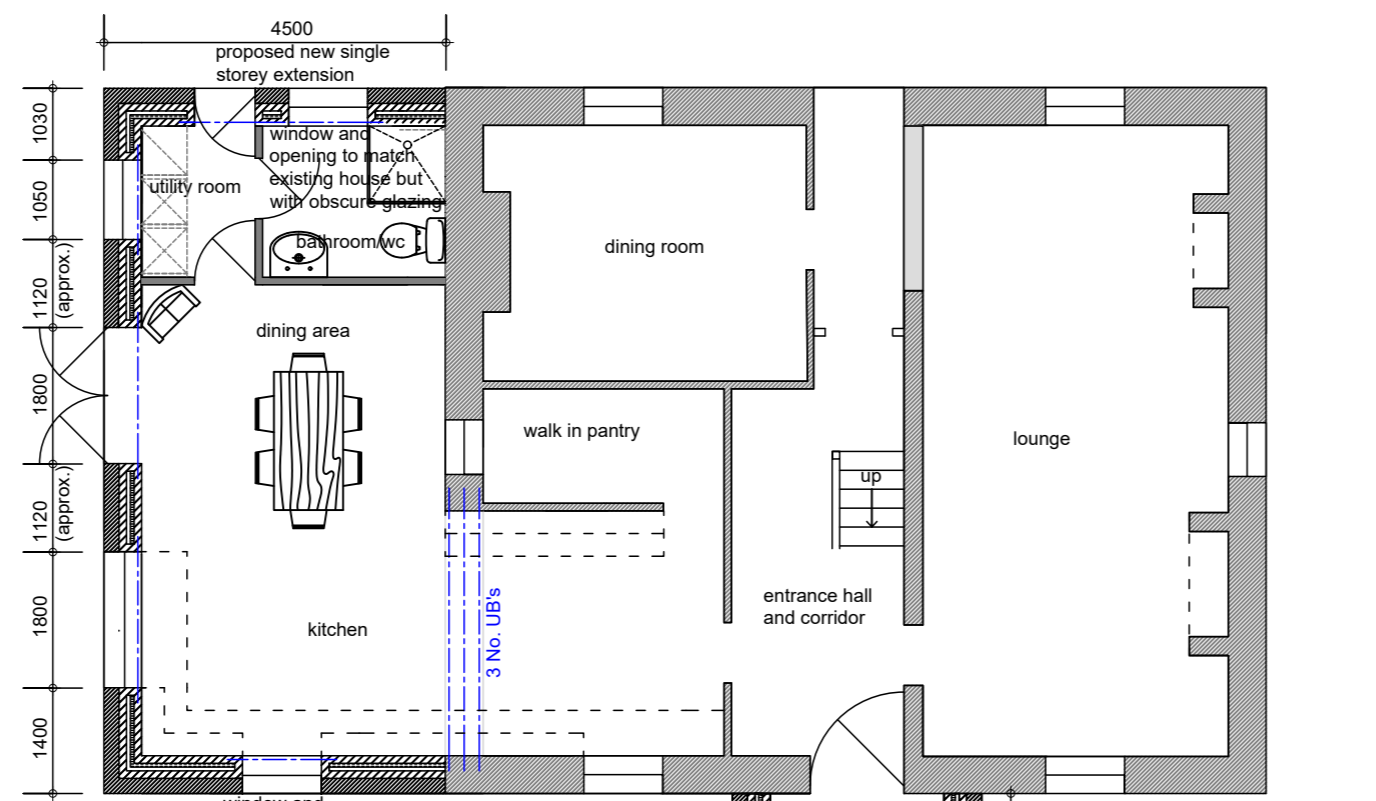 4500
proposed new single
storey extension
1030
window and
opening to match
existing house but
with obscure glazing
utility room
1050
bathroom/wc
dining room
1120
(approx.)
dining area
1800
walk in pantry
lounge
up
1120
(approx.)
entrance hall
and corridor
1800
kitchen
3 No. UB's
1400
window and